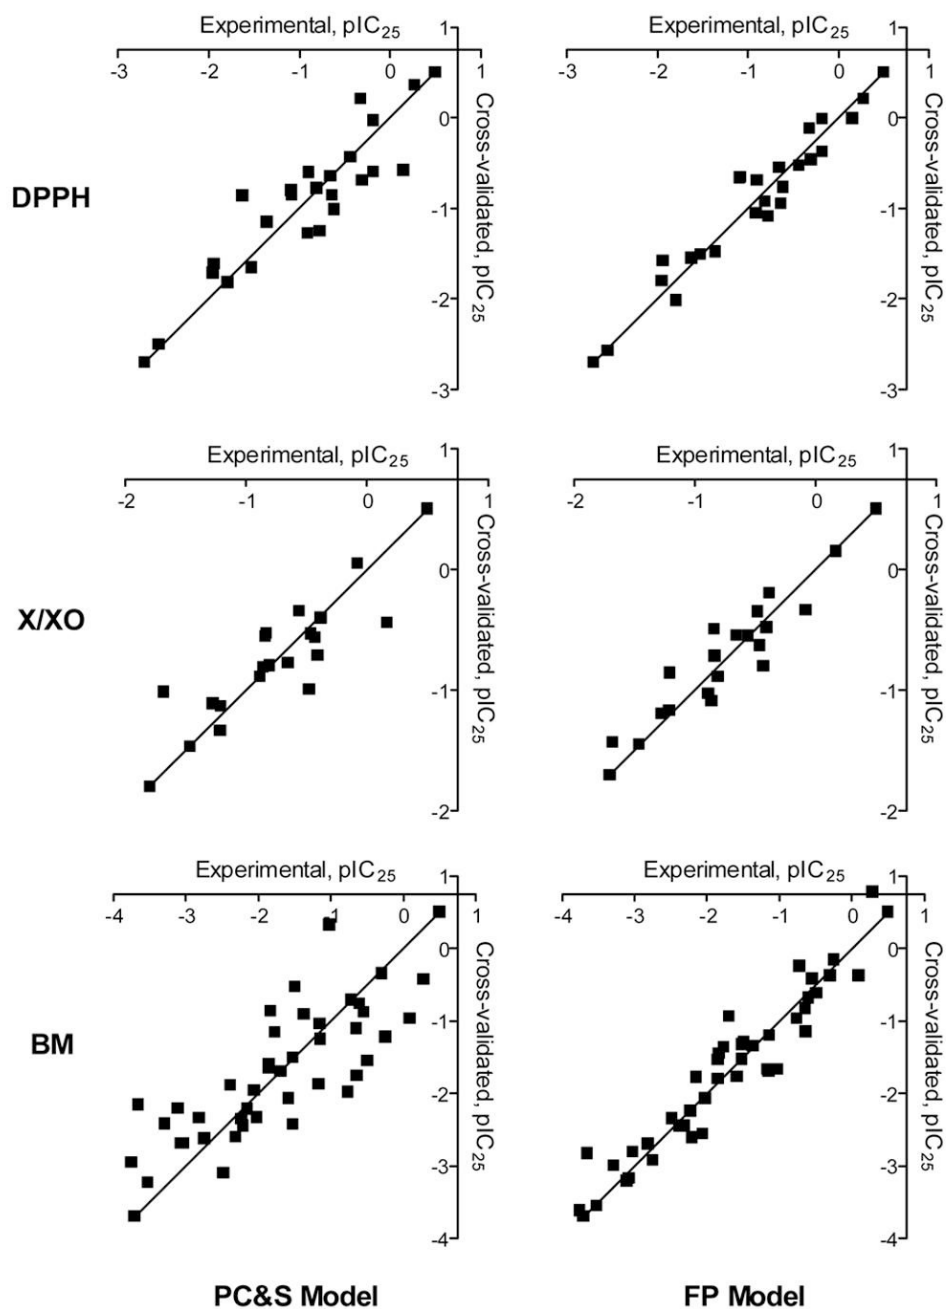 Experimental, pIC25
-3 -2 -1 0 1
1
0
-1
-2
-3
Cross-validated, pIC25
Experimental, pIC25
-3 -2 -1 0 1
1
0
-1
-2
-3
Cross-validated, pIC25
DPPH
Experimental, pIC25
-2 -1 0 1
1
0
-1
-2
Cross-validated, pIC25
Experimental, pIC25
-2 -1 0 1
1
0
-1
-2
Cross-validated, pIC25
X/XO
Experimental, pIC25
-4 -3 -2 -1 0 1
1
0
-1
-2
-3
-4
Cross-validated, pIC25
Experimental, pIC25
-4 -3 -2 -1 0 1
1
0
-1
-2
-3
-4
Cross-validated, pIC25
BM
PC&S Model
FP Model